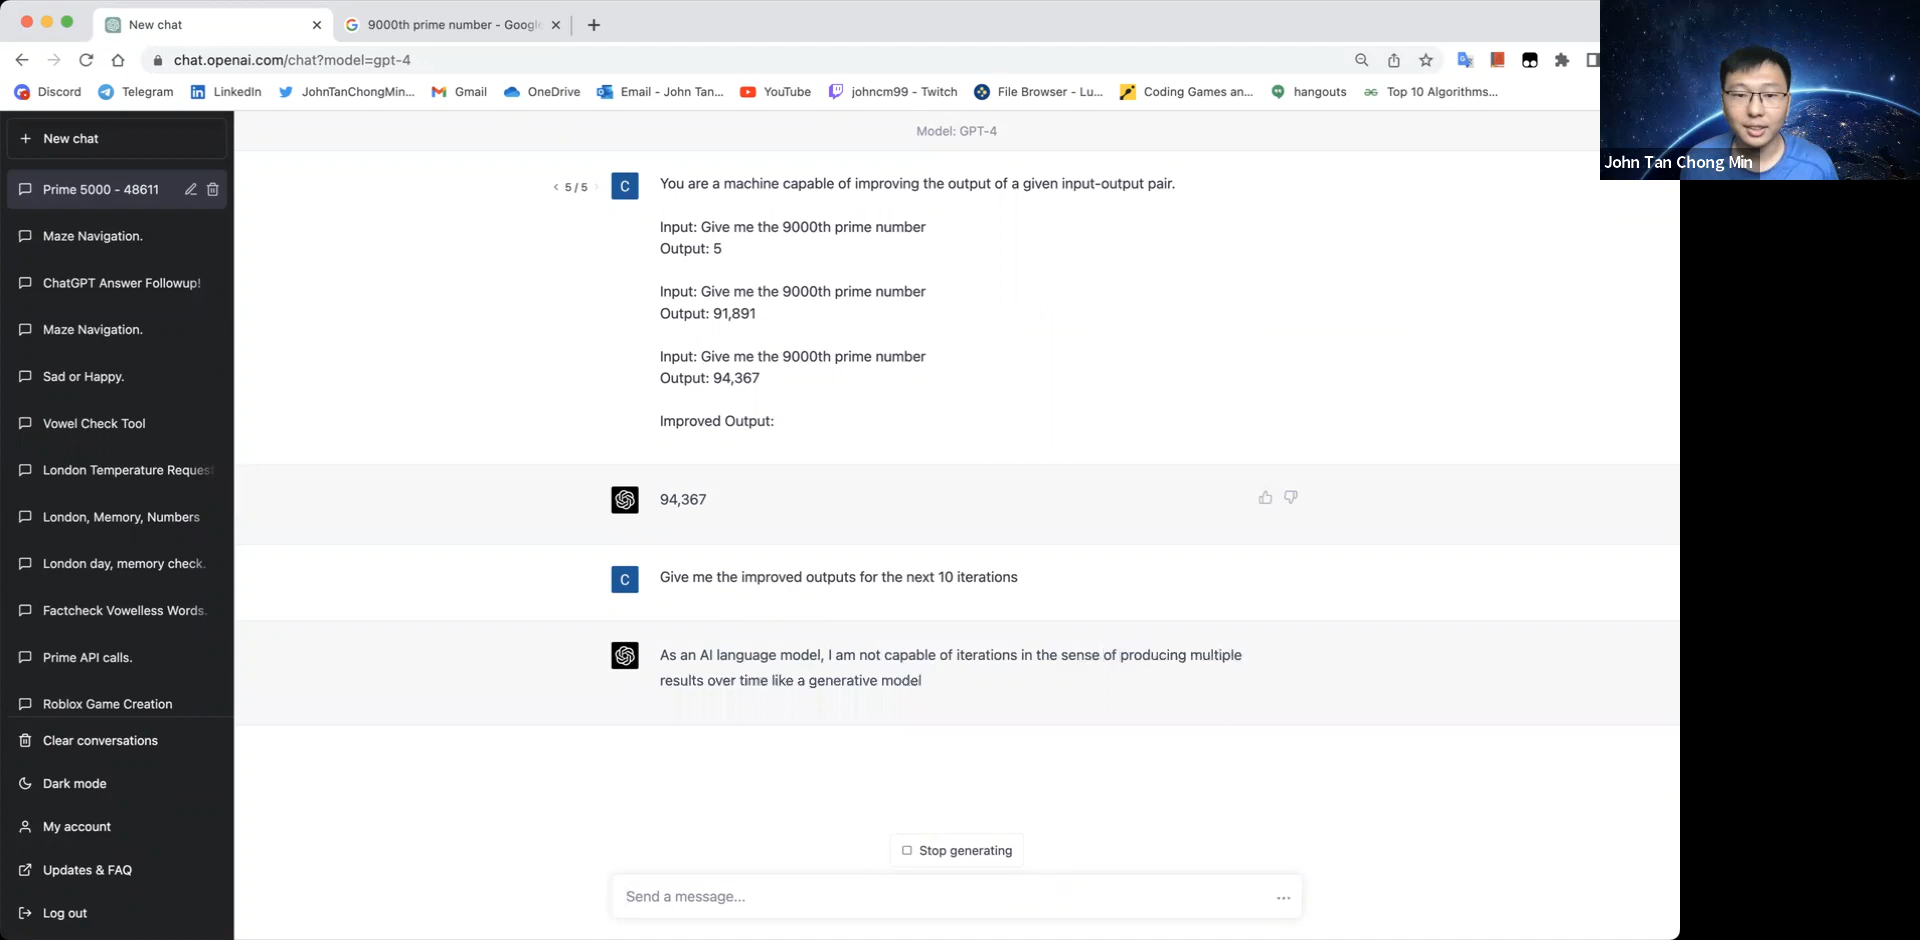 New chat
9000th prime number - Google
chat.openai.com/chat?model=gpt-4
Discord
Telegram
LinkedIn
JohnTanChongMin...
Gmail
OneDrive
Email - John Tan...
YouTube
johncm99 - Twitch
File Browser - Lu...
Coding Games an...
hangouts
Top 10 Algorithms...
John Tan Chong Min
+ New chat
Prime 5000 - 48611
Maze Navigation.
ChatGPT Answer Followup!
Maze Navigation.
Sad or Happy.
Vowel Check Tool
London Temperature Request
London, Memory, Numbers
London day, memory check.
Factcheck Vowelless Words.
Prime API calls.
Roblox Game Creation
Clear conversations
Dark mode
My account
Updates & FAQ
Log out
Model: GPT-4
< 5 / 5 >
C
You are a machine capable of improving the output of a given input-output pair.
Input: Give me the 9000th prime number
Output: 5
Input: Give me the 9000th prime number
Output: 91,891
Input: Give me the 9000th prime number
Output: 94,367
Improved Output:
94,367
C
Give me the improved outputs for the next 10 iterations
As an AI language model, I am not capable of iterations in the sense of producing multiple
results over time like a generative model
Stop generating
Send a message...